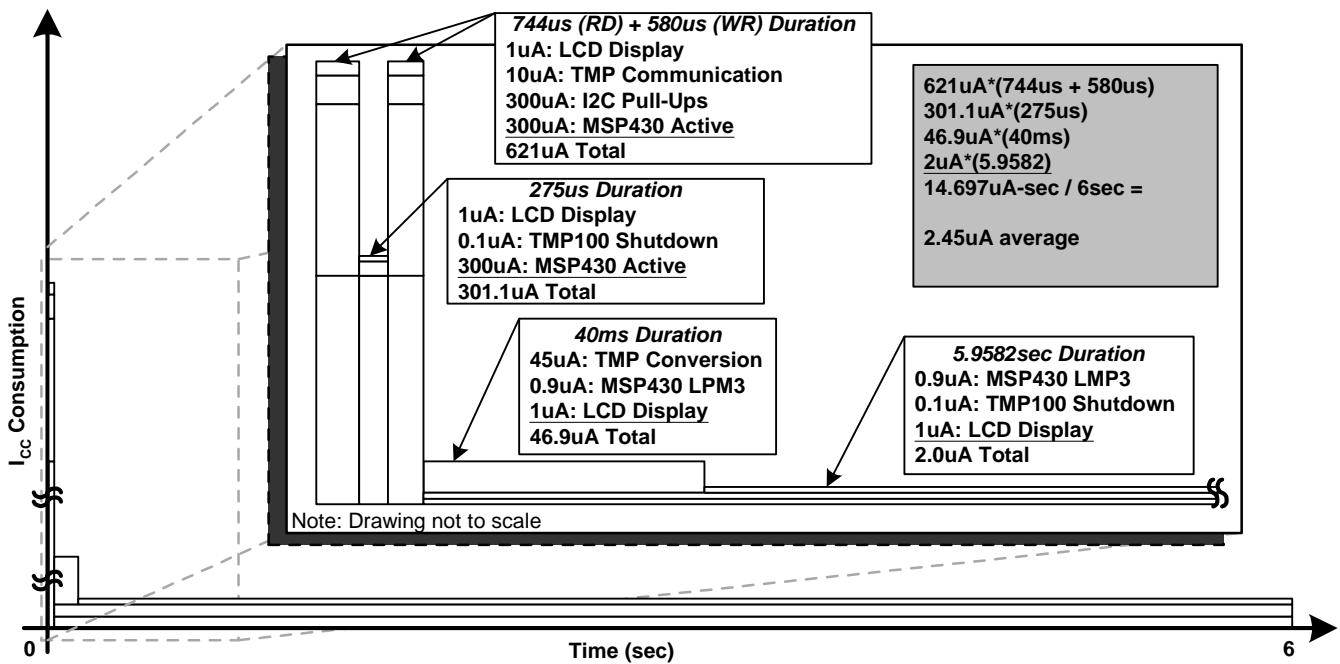 744us (RD) + 580us (WR) Duration
1uA: LCD Display
10uA: TMP Communication
300uA: I2C Pull-Ups
300uA: MSP430 Active
621uA Total
621uA*(744us + 580us)
301.1uA*(275us)
46.9uA*(40ms)
2uA*(5.9582)
14.697uA-sec / 6sec =
2.45uA average
275us Duration
1uA: LCD Display
0.1uA: TMP100 Shutdown
300uA: MSP430 Active
301.1uA Total
40ms Duration
45uA: TMP Conversion
0.9uA: MSP430 LPM3
1uA: LCD Display
46.9uA Total
5.9582sec Duration
0.9uA: MSP430 LMP3
0.1uA: TMP100 Shutdown
1uA: LCD Display
2.0uA Total
Note: Drawing not to scale
ICC Consumption
0
Time (sec)
6